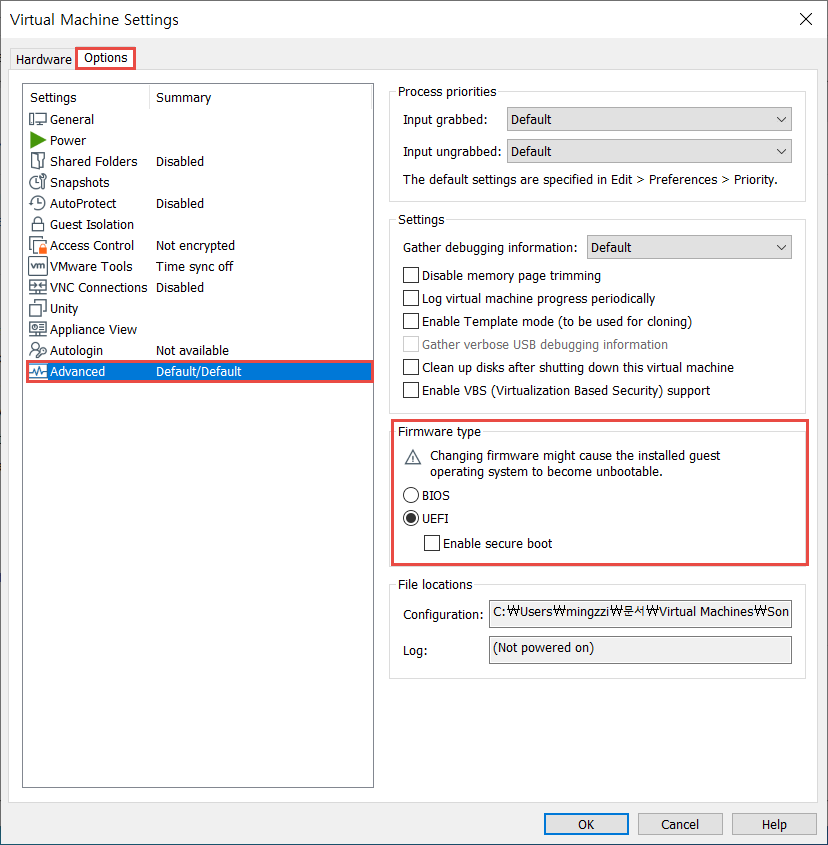 Virtual Machine Settings
Hardware Options
Settings Summary
General
Power
Shared Folders Disabled
Snapshots
AutoProtect Disabled
Guest Isolation
Access Control Not encrypted
vm VMware Tools Time sync off
VNC Connections Disabled
Unity
Appliance View
Autologin Not available
Advanced Default/Default
Process priorities
Input grabbed: Default
Input ungrabbed: Default
The default settings are specified in Edit > Preferences > Priority.
Settings
Gather debugging information: Default
Disable memory page trimming
Log virtual machine progress periodically
Enable Template mode (to be used for cloning)
Gather verbose USB debugging information
Clean up disks after shutting down this virtual machine
Enable VBS (Virtualization Based Security) support
Firmware type
Changing firmware might cause the installed guest
operating system to become unbootable.
BIOS
UEFI
Enable secure boot
File locations
Configuration: C:₩Users₩mingzzi₩문서₩Virtual Machines₩Son
Log: (Not powered on)
OK Cancel Help